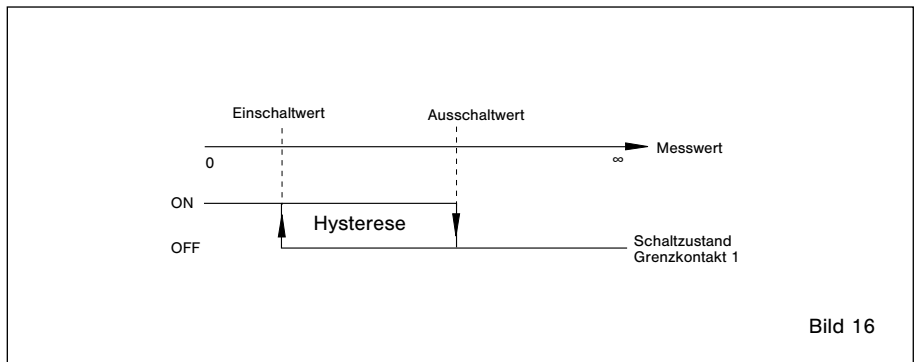 Einschaltwert
Ausschaltwert
Messwert
0
∞
ON
Hysterese
OFF
Schaltzustand
Grenzkontakt 1
Bild 16